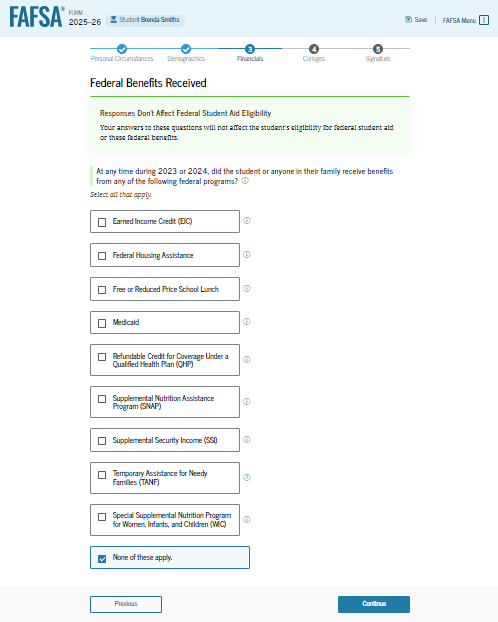 FAFSA® FORM
2025–26
Student Brenda Smiths
Save
FAFSA Menu
Personal Circumstances
Demographics
3
Financials
4
Colleges
5
Signature
Federal Benefits Received
Responses Don't Affect Federal Student Aid Eligibility
Your answers to these questions will not affect the student's eligibility for federal student aid
or these federal benefits.
At any time during 2023 or 2024, did the student or anyone in their family receive benefits
from any of the following federal programs?
Select all that apply.
Earned Income Credit (EIC)
Federal Housing Assistance
Free or Reduced Price School Lunch
Medicaid
Refundable Credit for Coverage Under a
Qualified Health Plan (QHP)
Supplemental Nutrition Assistance
Program (SNAP)
Supplemental Security Income (SSI)
Temporary Assistance for Needy
Families (TANF)
Special Supplemental Nutrition Program
for Women, Infants, and Children (WIC)
None of these apply.
Previous
Continue